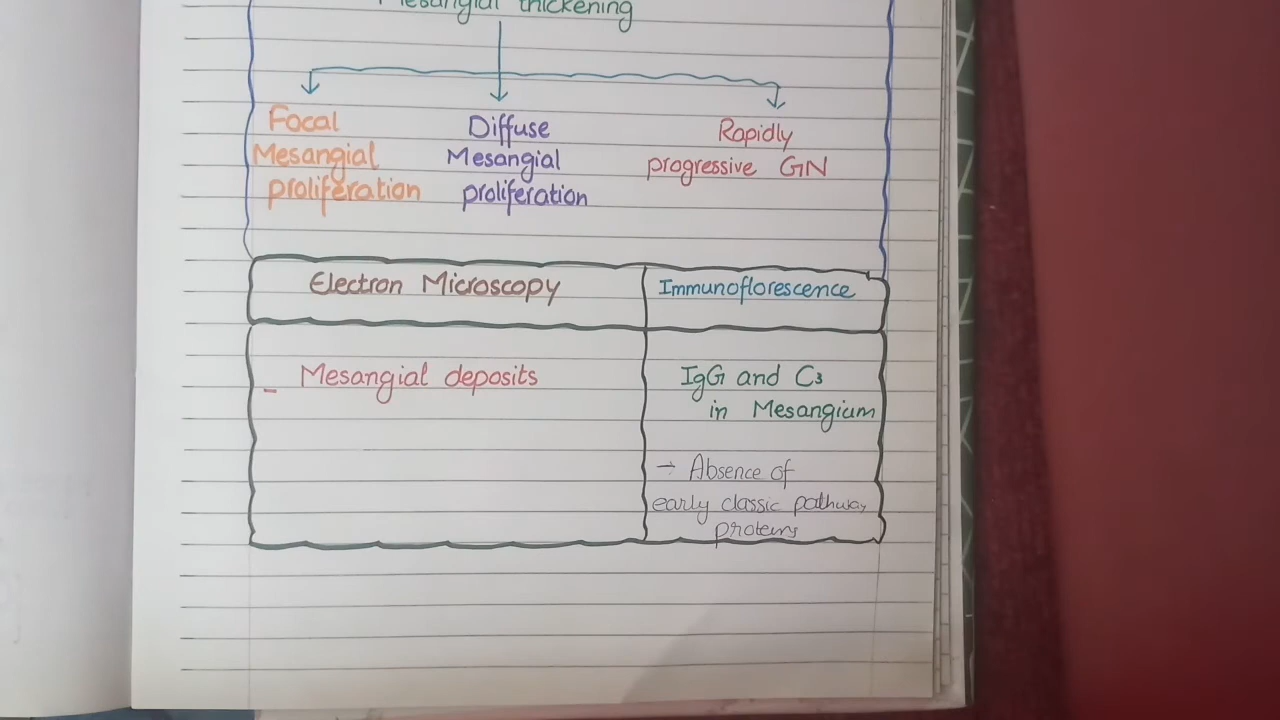 Mesangial thickening
Focal
Mesangial
proliferation
Diffuse
Mesangial
proliferation
Rapidly
progressive GN
Electron Microscopy
Immunoflorescence
- Mesangial deposits
IgG and C3
in Mesangium
→ Absence of
early classic pathway
proteins